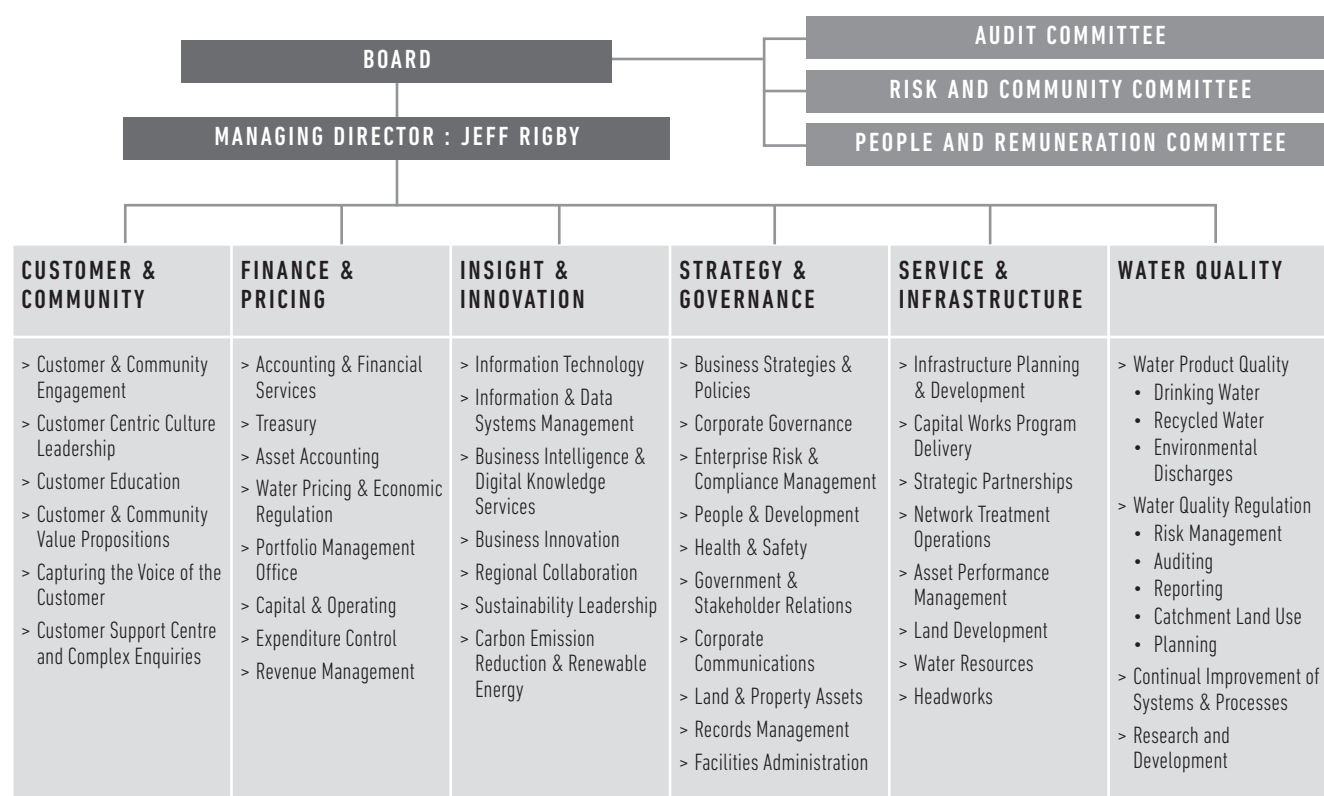 BOARD
MANAGING DIRECTOR : JEFF RIGBY
AUDIT COMMITTEE
RISK AND COMMUNITY COMMITTEE
PEOPLE AND REMUNERATION COMMITTEE
CUSTOMER &
COMMUNITY
> Customer & Community
Engagement
> Customer Centric Culture
Leadership
> Customer Education
> Customer & Community
Value Propositions
> Capturing the Voice of the
Customer
> Customer Support Centre
and Complex Enquiries
FINANCE &
PRICING
> Accounting & Financial
Services
> Treasury
> Asset Accounting
> Water Pricing & Economic
Regulation
> Portfolio Management
Office
> Capital & Operating
> Expenditure Control
> Revenue Management
INSIGHT &
INNOVATION
> Information Technology
> Information & Data
Systems Management
> Business Intelligence &
Digital Knowledge
Services
> Business Innovation
> Regional Collaboration
> Sustainability Leadership
> Carbon Emission
Reduction & Renewable
Energy
STRATEGY &
GOVERNANCE
> Business Strategies &
Policies
> Corporate Governance
> Enterprise Risk &
Compliance Management
> People & Development
> Health & Safety
> Government &
Stakeholder Relations
> Corporate
Communications
> Land & Property Assets
> Records Management
> Facilities Administration
SERVICE &
INFRASTRUCTURE
> Infrastructure Planning
& Development
> Capital Works Program
Delivery
> Strategic Partnerships
> Network Treatment
Operations
> Asset Performance
Management
> Land Development
> Water Resources
> Headworks
WATER QUALITY
> Water Product Quality
• Drinking Water
• Recycled Water
• Environmental
Discharges
> Water Quality Regulation
• Risk Management
• Auditing
• Reporting
• Catchment Land Use
• Planning
> Continual Improvement of
Systems & Processes
> Research and
Development